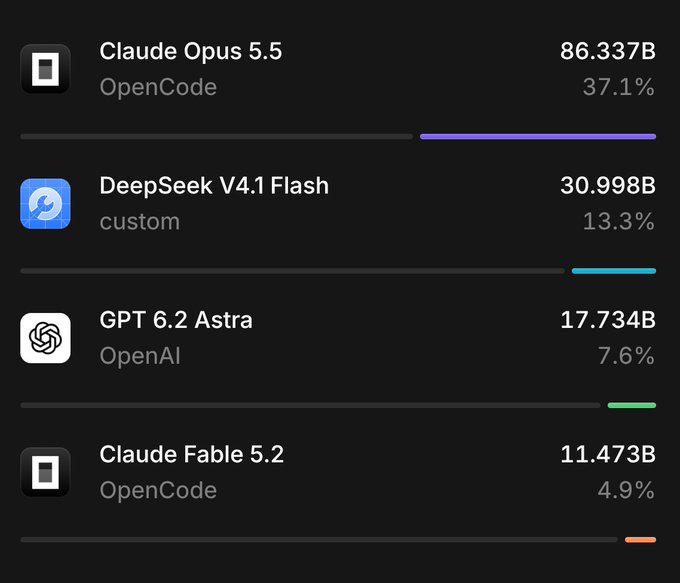 Claude Opus 5.5
86.337B
OpenCode
37.1%
DeepSeek V4.1 Flash
30.998B
custom
13.3%
GPT 6.2 Astra
17.734B
OpenAI
7.6%
Claude Fable 5.2
11.473B
OpenCode
4.9%